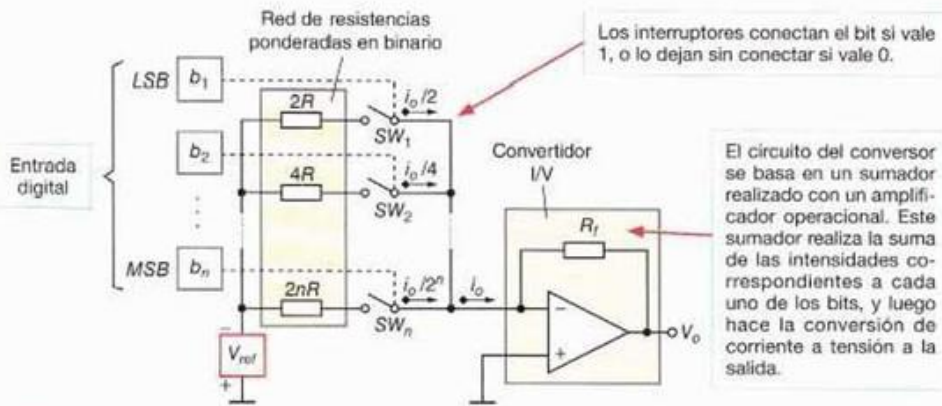 Red de resistencias
ponderadas en binario
Los interruptores conectan el bit si vale
1, o lo dejan sin conectar si vale 0.
LSB
b1
2R
io/2
SW1
Entrada
digital
b2
4R
io/4
SW2
Convertidor
I/V
El circuito del conversor
se basa en un sumador
realizado con un amplifi-
cador operacional. Este
sumador realiza la suma
de las intensidades co-
rrespondientes a cada
uno de los bits, y luego
hace la conversión de
corriente a tensión a la
salida.
Rf
MSB
bn
2nR
io/2^n
io
SWn
−
+
Vo
−
Vref
+